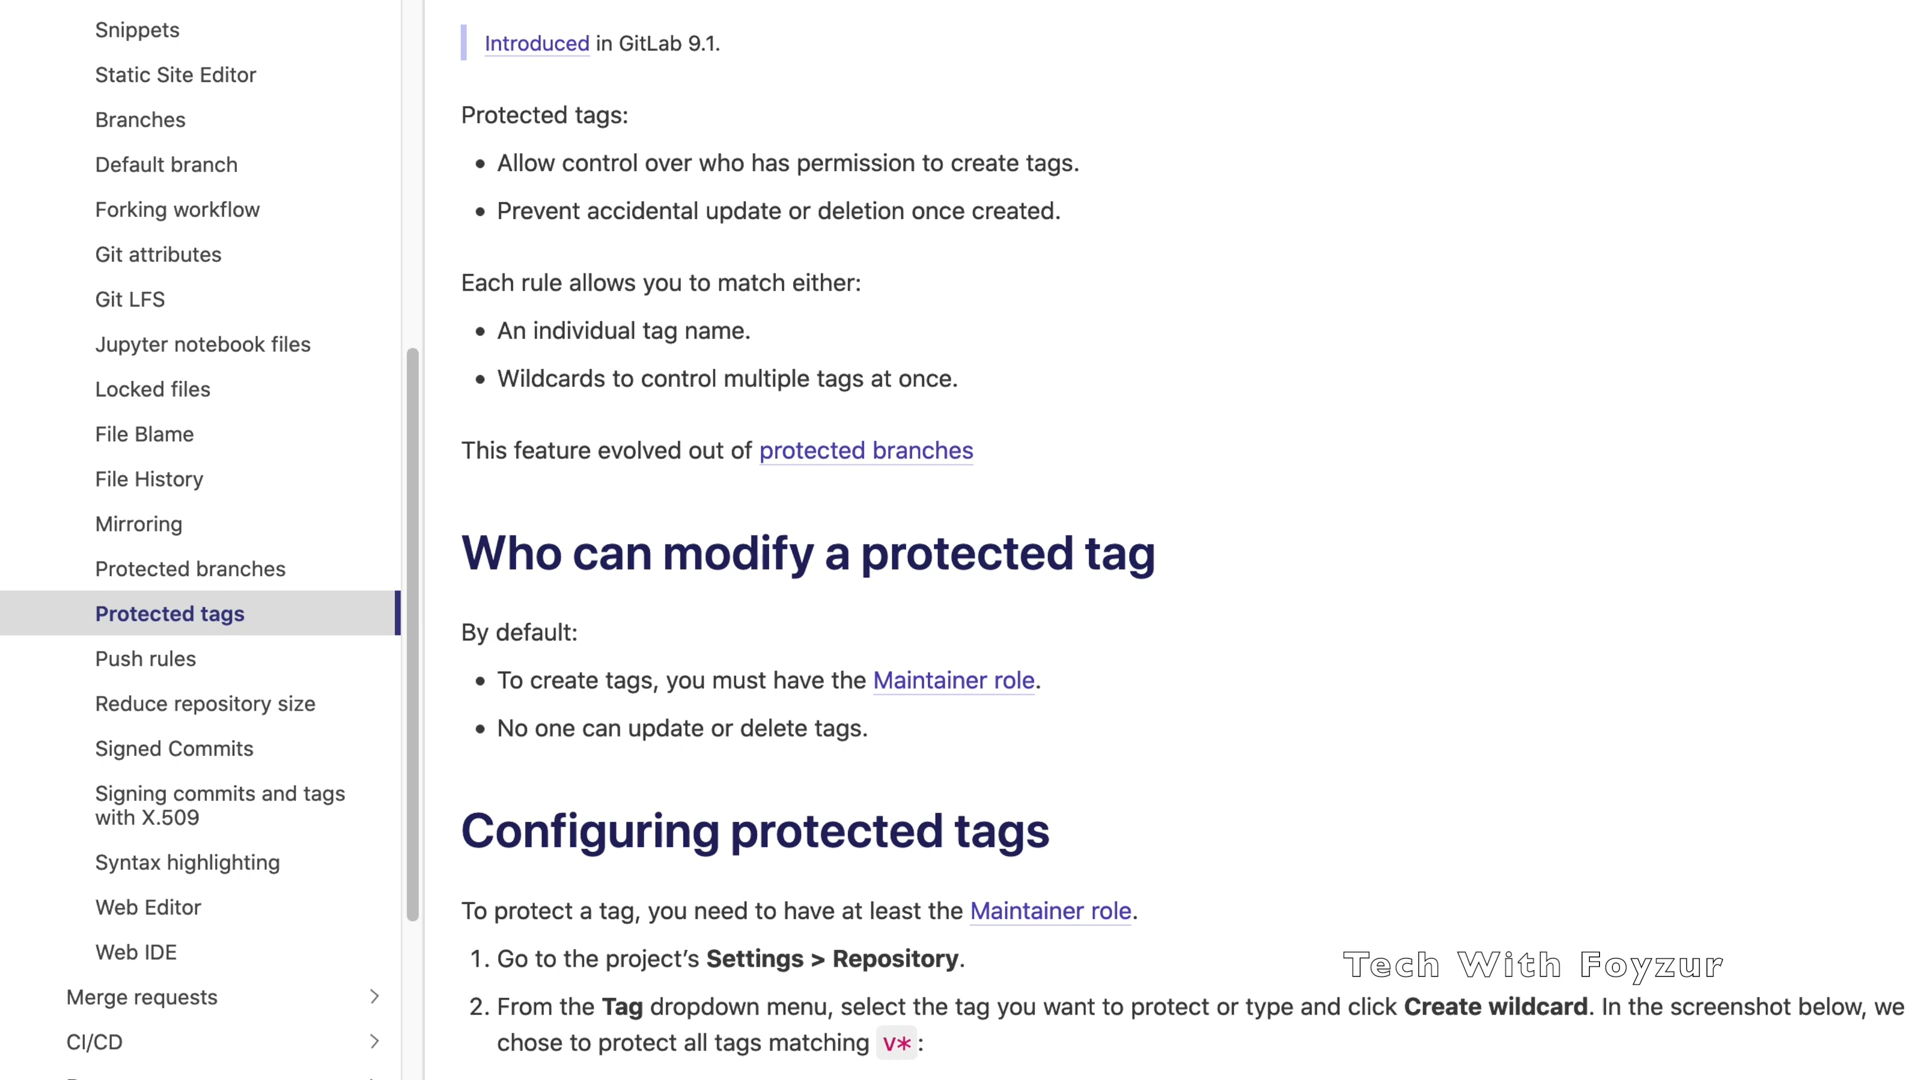 Snippets
Static Site Editor
Branches
Default branch
Forking workflow
Git attributes
Git LFS
Jupyter notebook files
Locked files
File Blame
File History
Mirroring
Protected branches
Protected tags
Push rules
Reduce repository size
Signed Commits
Signing commits and tags
with X.509
Syntax highlighting
Web Editor
Web IDE
Merge requests
CI/CD
Introduced in GitLab 9.1.
Protected tags:
• Allow control over who has permission to create tags.
• Prevent accidental update or deletion once created.
Each rule allows you to match either:
• An individual tag name.
• Wildcards to control multiple tags at once.
This feature evolved out of protected branches
Who can modify a protected tag
By default:
• To create tags, you must have the Maintainer role.
• No one can update or delete tags.
Configuring protected tags
To protect a tag, you need to have at least the Maintainer role.
1. Go to the project’s Settings > Repository.
2. From the Tag dropdown menu, select the tag you want to protect or type and click Create wildcard. In the screenshot below, we
chose to protect all tags matching v*:
Tech With Foyzur